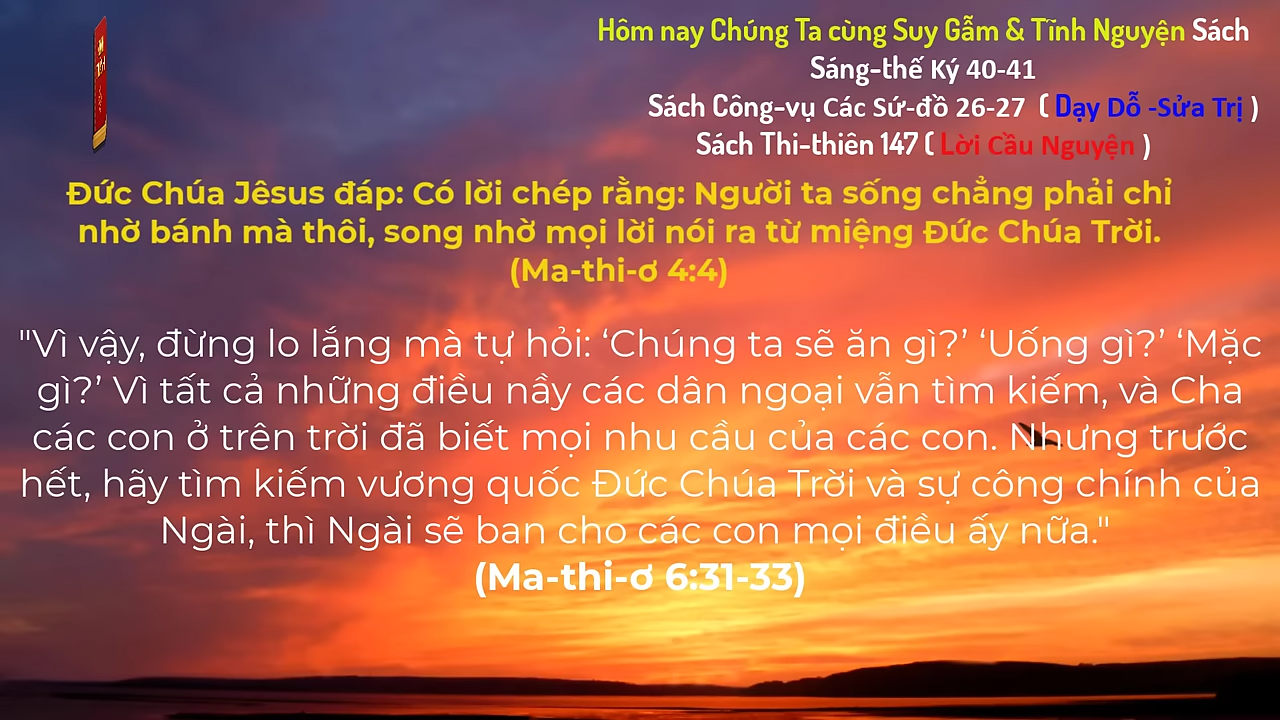 Hôm nay Chúng Ta cùng Suy Gẫm & Tĩnh Nguyện Sách
Sáng-thế Ký 40-41
Sách Công-vụ Các Sứ-đồ 26-27 ( Dạy Dỗ -Sửa Trị )
Sách Thi-thiên 147 ( Lời Cầu Nguyện )
Đức Chúa Jêsus đáp: Có lời chép rằng: Người ta sống chẳng phải chỉ
nhờ bánh mà thôi, song nhờ mọi lời nói ra từ miệng Đức Chúa Trời.
(Ma-thi-ơ 4:4)
"Vì vậy, đừng lo lắng mà tự hỏi: ‘Chúng ta sẽ ăn gì?’ ‘Uống gì?’ ‘Mặc
gì?’ Vì tất cả những điều nầy các dân ngoại vẫn tìm kiếm, và Cha
các con ở trên trời đã biết mọi nhu cầu của các con. Nhưng trước
hết, hãy tìm kiếm vương quốc Đức Chúa Trời và sự công chính của
Ngài, thì Ngài sẽ ban cho các con mọi điều ấy nữa."
(Ma-thi-ơ 6:31-33)